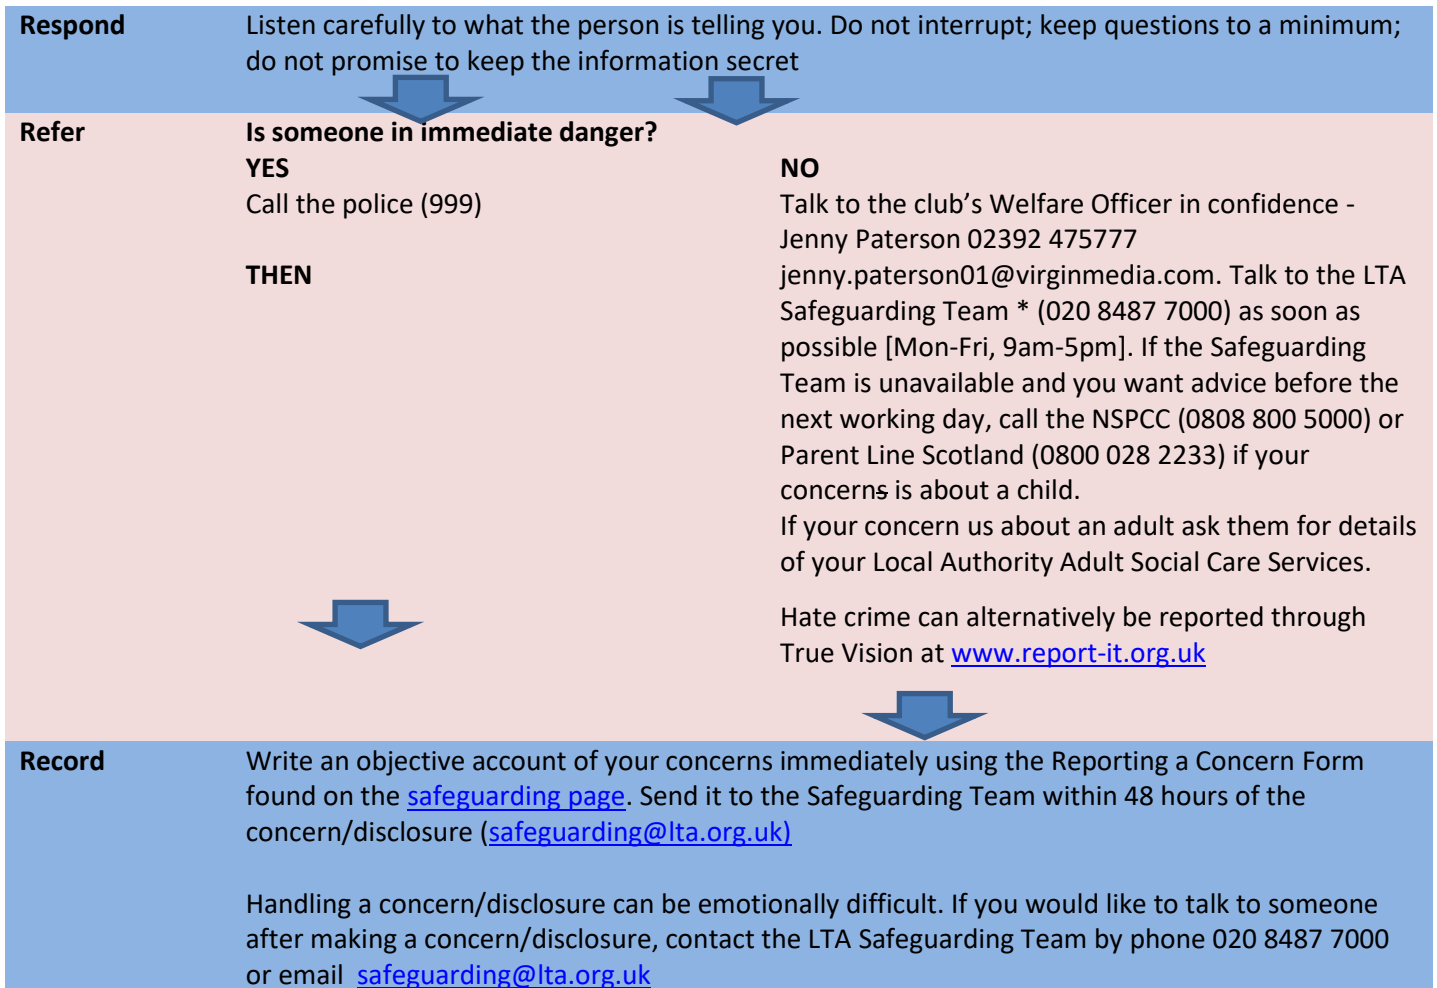 Respond
Listen carefully to what the person is telling you. Do not interrupt; keep questions to a minimum;
do not promise to keep the information secret
Refer
Is someone in immediate danger?
YES
Call the police (999)
THEN
NO
Talk to the club’s Welfare Officer in confidence -
Jenny Paterson 02392 475777
jenny.paterson01@virginmedia.com. Talk to the LTA
Safeguarding Team * (020 8487 7000) as soon as
possible [Mon-Fri, 9am-5pm]. If the Safeguarding
Team is unavailable and you want advice before the
next working day, call the NSPCC (0808 800 5000) or
Parent Line Scotland (0800 028 2233) if your
concerns is about a child.
If your concern us about an adult ask them for details
of your Local Authority Adult Social Care Services.
Hate crime can alternatively be reported through
True Vision at www.report-it.org.uk
Record
Write an objective account of your concerns immediately using the Reporting a Concern Form
found on the safeguarding page. Send it to the Safeguarding Team within 48 hours of the
concern/disclosure (safeguarding@lta.org.uk)
Handling a concern/disclosure can be emotionally difficult. If you would like to talk to someone
after making a concern/disclosure, contact the LTA Safeguarding Team by phone 020 8487 7000
or email safeguarding@lta.org.uk